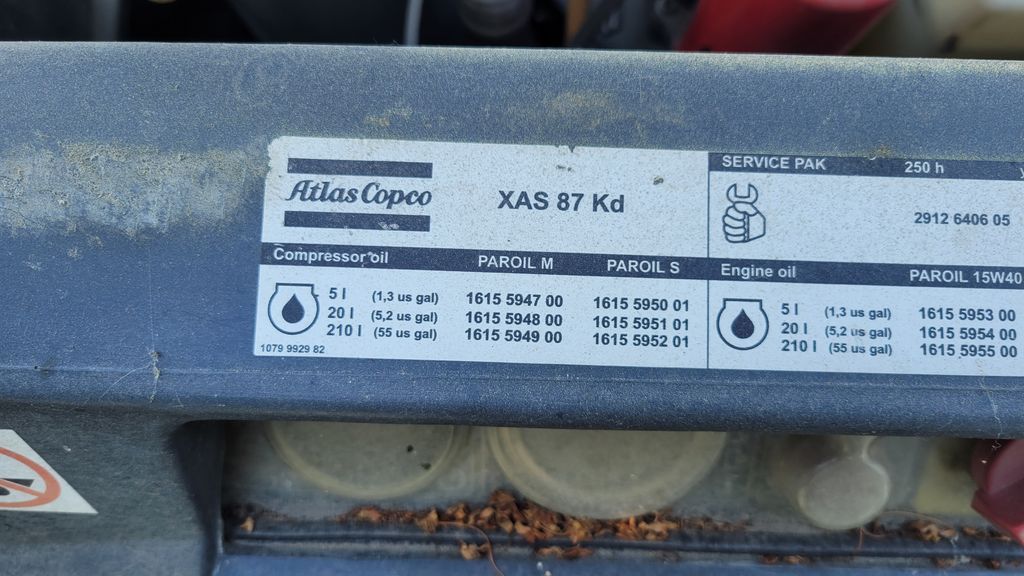 Atlas Copco
XAS 87 Kd
SERVICE PAK 250 h
2912 6406 05
Compressor oil PAROIL M PAROIL S
5 l (1,3 us gal) 1615 5947 00 1615 5950 01
20 l (5,2 us gal) 1615 5948 00 1615 5951 01
210 l (55 us gal) 1615 5949 00 1615 5952 01
1079 9929 82
Engine oil PAROIL 15W40
5 l (1,3 us gal) 1615 5953 00
20 l (5,2 us gal) 1615 5954 00
210 l (55 us gal) 1615 5955 00